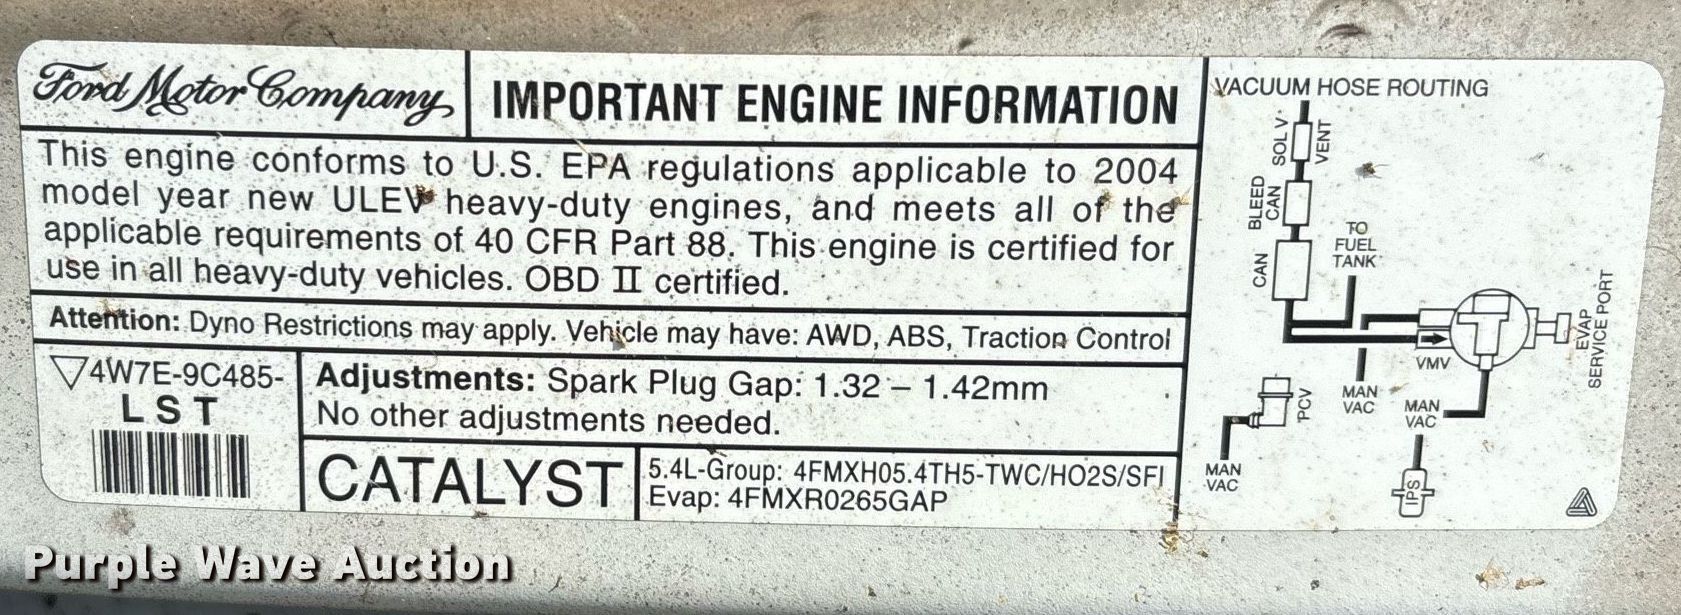 Ford Motor Company
IMPORTANT ENGINE INFORMATION
This engine conforms to U.S. EPA regulations applicable to 2004
model year new ULEV heavy-duty engines, and meets all of the
applicable requirements of 40 CFR Part 88. This engine is certified for
use in all heavy-duty vehicles. OBD II certified.
Attention: Dyno Restrictions may apply. Vehicle may have: AWD, ABS, Traction Control
4W7E-9C485-
LST
Adjustments: Spark Plug Gap: 1.32 – 1.42mm
No other adjustments needed.
CATALYST
5.4L-Group: 4FMXH05.4TH5-TWC/HO2S/SFI
Evap: 4FMXR0265GAP
VACUUM HOSE ROUTING
SOL V
VENT
BLEED
CAN
CAN
TO
FUEL
TANK
VMV
EVAP
SERVICE PORT
PCV
MAN
VAC
MAN
VAC
MAN
VAC
IPS
Purple Wave Auction